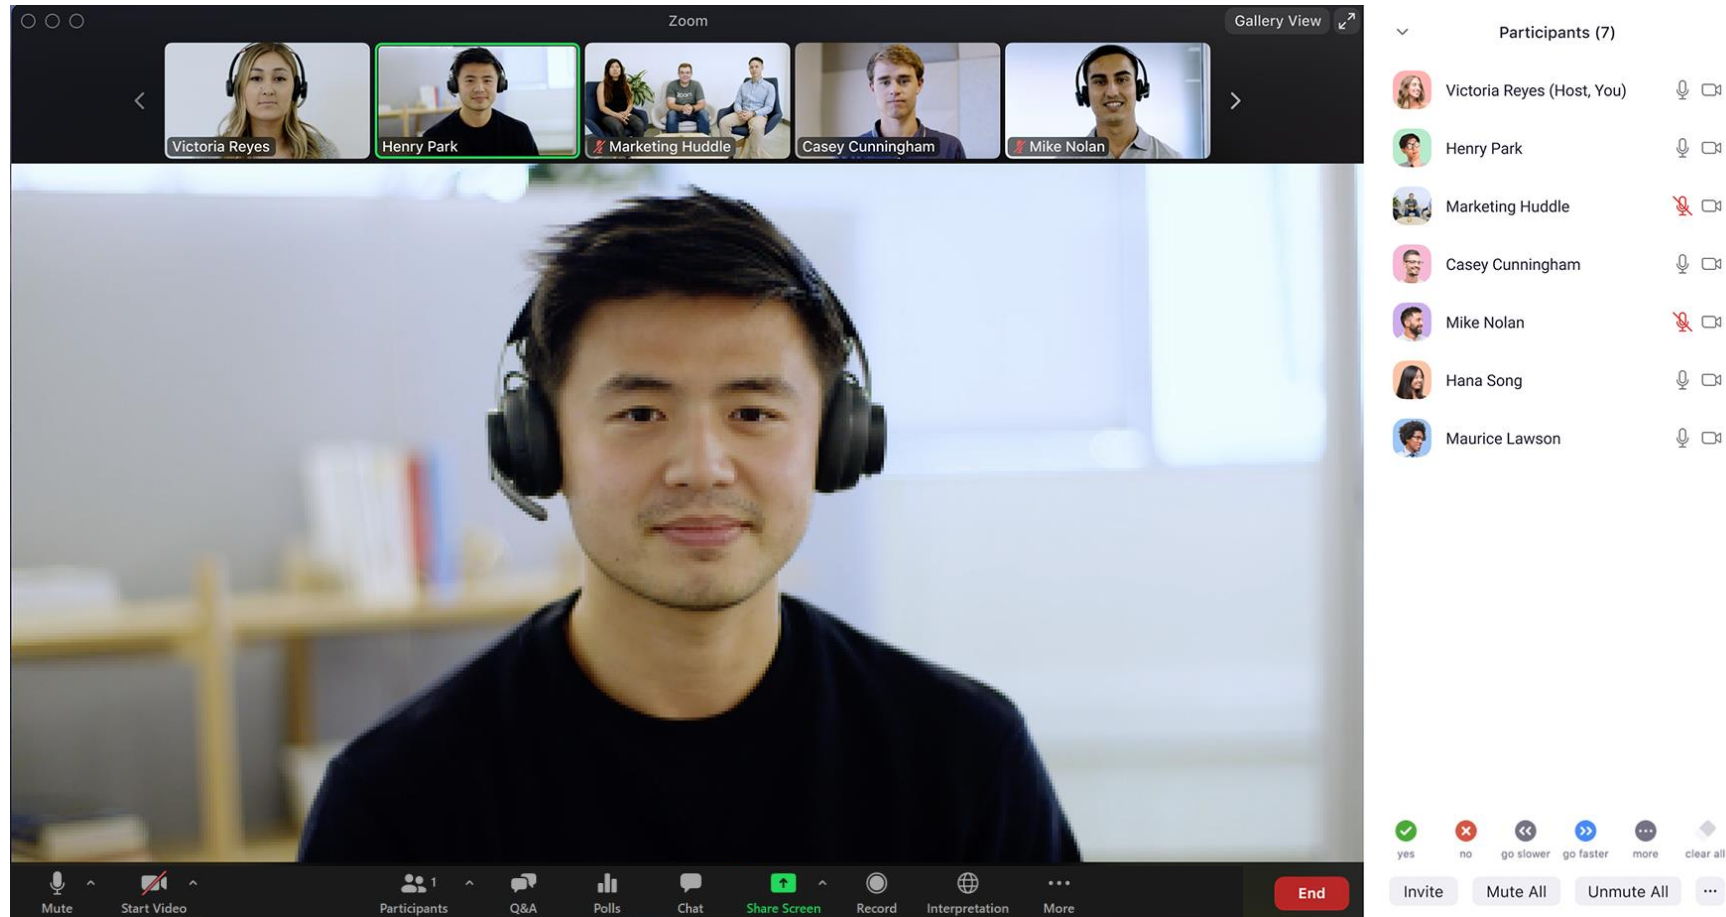 Zoom
Gallery View
Victoria Reyes
Henry Park
Marketing Huddle
Casey Cunningham
Mike Nolan
Participants (7)
Victoria Reyes (Host, You)
Henry Park
Marketing Huddle
Casey Cunningham
Mike Nolan
Hana Song
Maurice Lawson
yes no go slower go faster more clear all
Invite Mute All Unmute All
1
Mute Start Video Participants Q&A Polls Chat Share Screen Record Interpretation More End